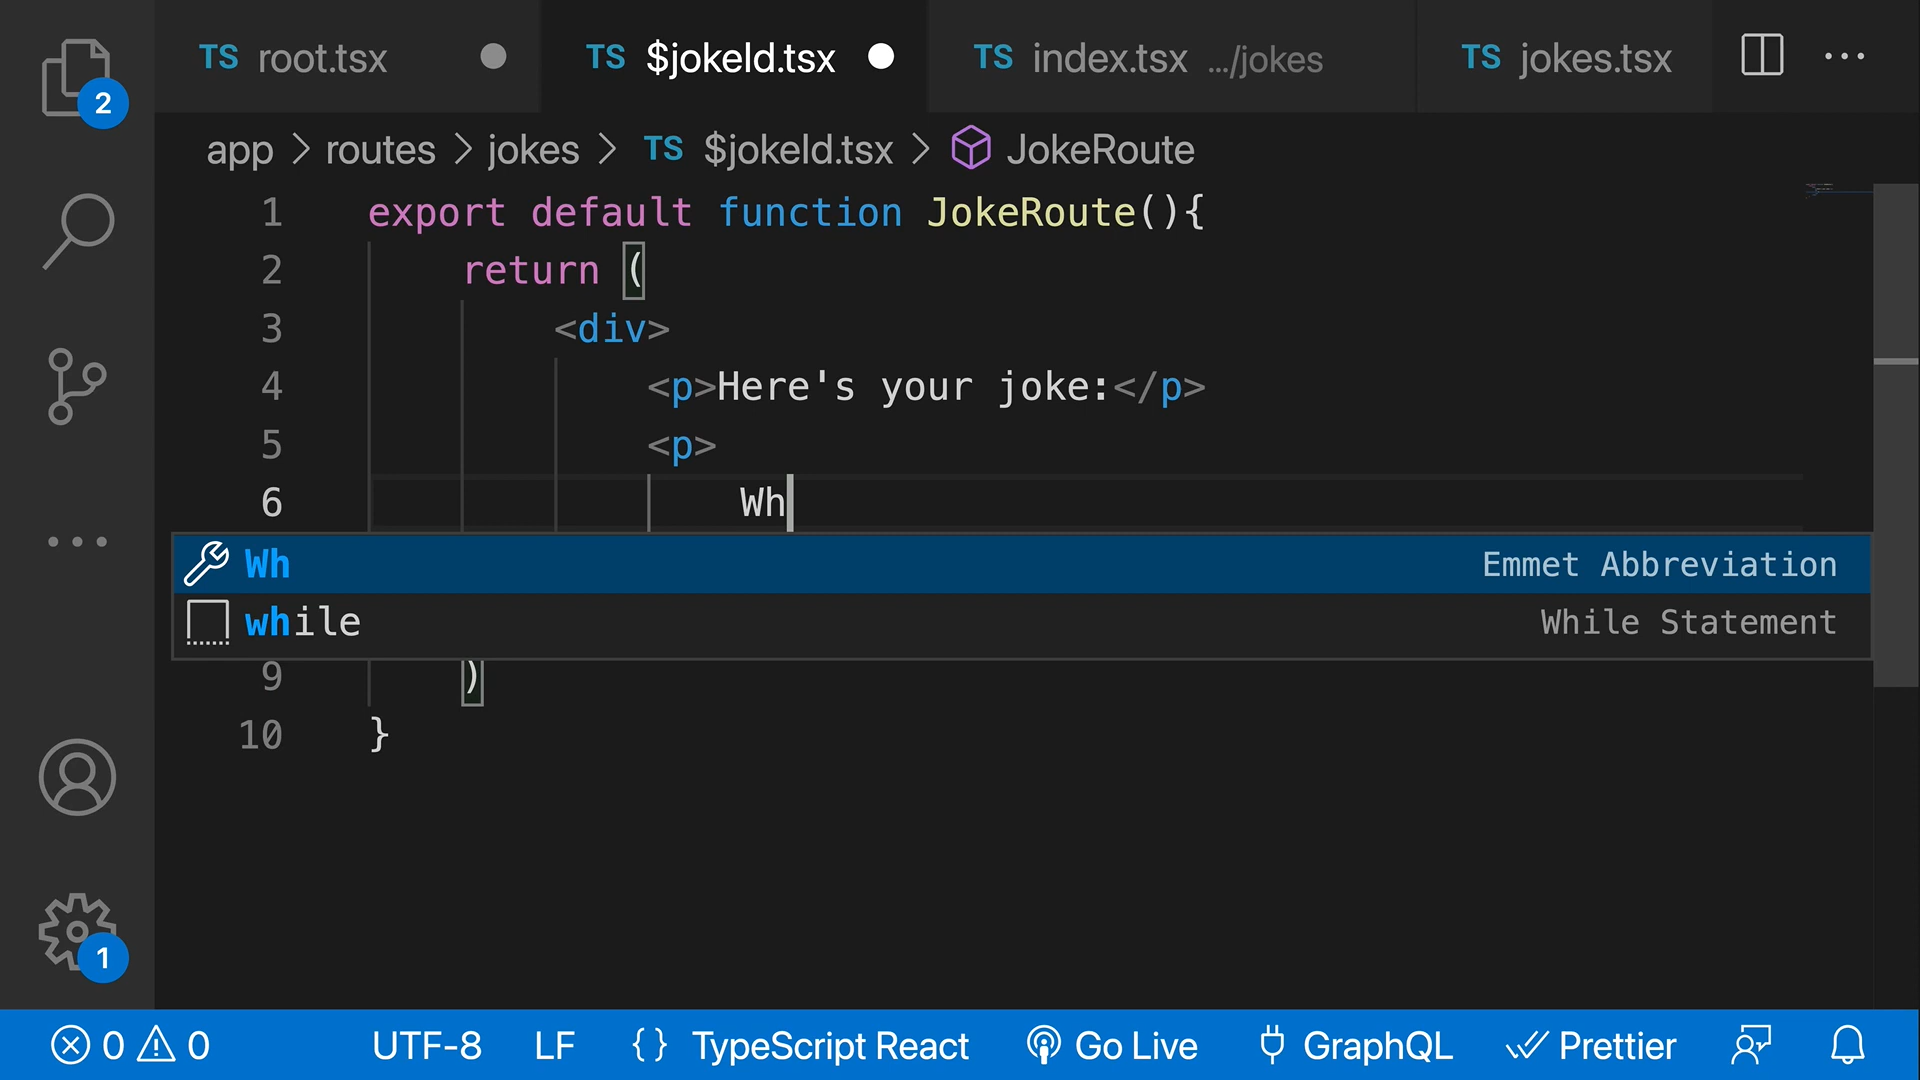 2
TS root.tsx
TS $jokeId.tsx
TS index.tsx .../jokes
TS jokes.tsx
app > routes > jokes > TS $jokeId.tsx > JokeRoute
1 export default function JokeRoute(){
2 return (
3 <div>
4 <p>Here's your joke:</p>
5 <p>
6 Wh
Wh Emmet Abbreviation
while While Statement
9 )
10 }
1
0 0 UTF-8 LF {} TypeScript React Go Live GraphQL Prettier